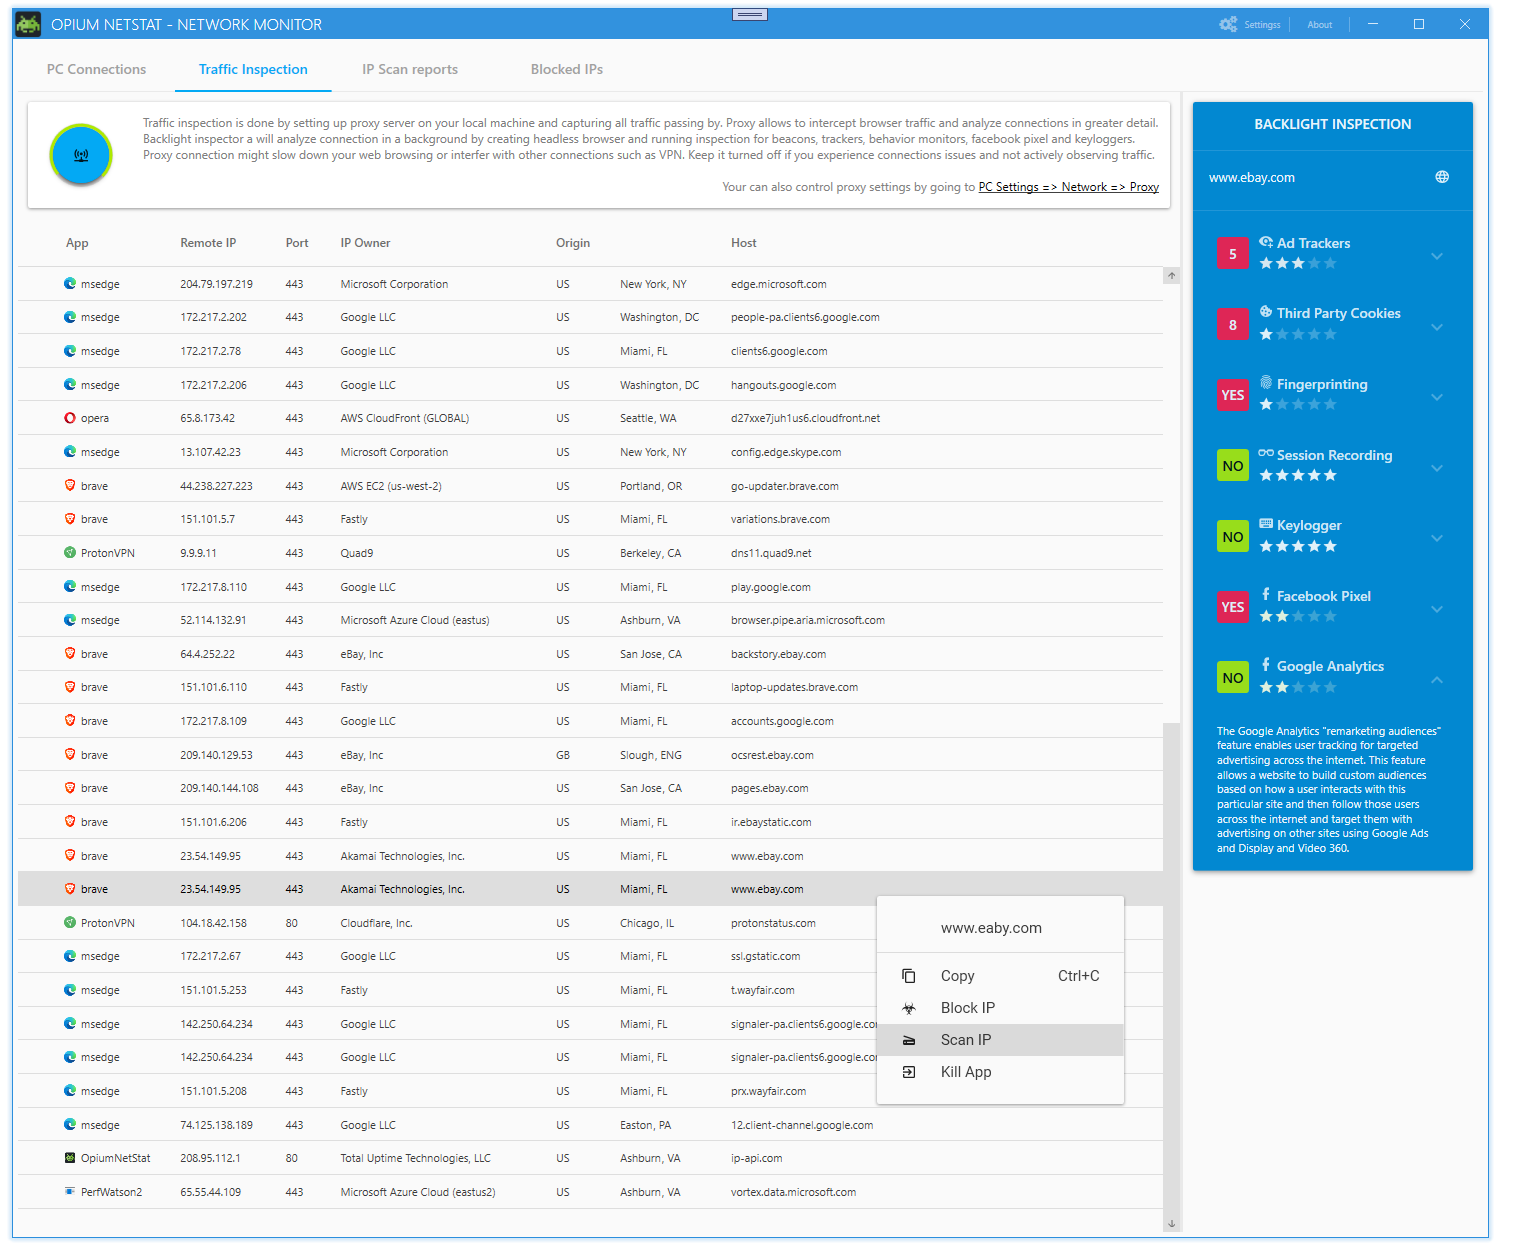 OPIUM NETSTAT - NETWORK MONITOR
Settingss
About
PC Connections
Traffic Inspection
IP Scan reports
Blocked IPs
Traffic inspection is done by setting up proxy server on your local machine and capturing all traffic passing by. Proxy allows to intercept browser traffic and analyze connections in greater detail.
Backlight inspector a will analyze connection in a background by creating headless browser and running inspection for beacons, trackers, behavior monitors, facebook pixel and keyloggers.
Proxy connection might slow down your web browsing or interfer with other connections such as VPN. Keep it turned off if you experience connections issues and not actively observing traffic.
Your can also control proxy settings by going to PC Settings => Network => Proxy
App Remote IP Port IP Owner Origin Host
msedge 204.79.197.219 443 Microsoft Corporation US New York, NY edge.microsoft.com
msedge 172.217.2.202 443 Google LLC US Washington, DC people-pa.clients6.google.com
msedge 172.217.2.78 443 Google LLC US Miami, FL clients6.google.com
msedge 172.217.2.206 443 Google LLC US Washington, DC hangouts.google.com
opera 65.8.173.42 443 AWS CloudFront (GLOBAL) US Seattle, WA d27xxe7juh1us6.cloudfront.net
msedge 13.107.42.23 443 Microsoft Corporation US New York, NY config.edge.skype.com
brave 44.238.227.223 443 AWS EC2 (us-west-2) US Portland, OR go-updater.brave.com
brave 151.101.5.7 443 Fastly US Miami, FL variations.brave.com
ProtonVPN 9.9.9.11 443 Quad9 US Berkeley, CA dns11.quad9.net
msedge 172.217.8.110 443 Google LLC US Miami, FL play.google.com
msedge 52.114.132.91 443 Microsoft Azure Cloud (eastus) US Ashburn, VA browser.pipe.aria.microsoft.com
brave 64.4.252.22 443 eBay, Inc US San Jose, CA backstory.ebay.com
brave 151.101.6.110 443 Fastly US Miami, FL laptop-updates.brave.com
brave 172.217.8.109 443 Google LLC US Miami, FL accounts.google.com
brave 209.140.129.53 443 eBay, Inc GB Slough, ENG ocsrest.ebay.com
brave 209.140.144.108 443 eBay, Inc US San Jose, CA pages.ebay.com
brave 151.101.6.206 443 Fastly US Miami, FL ir.ebaystatic.com
brave 23.54.149.95 443 Akamai Technologies, Inc. US Miami, FL www.ebay.com
brave 23.54.149.95 443 Akamai Technologies, Inc. US Miami, FL www.ebay.com
ProtonVPN 104.18.42.158 80 Cloudflare, Inc. US Chicago, IL protonstatus.com
msedge 172.217.2.67 443 Google LLC US Miami, FL ssl.gstatic.com
msedge 151.101.5.253 443 Fastly US Miami, FL t.wayfair.com
msedge 142.250.64.234 443 Google LLC US Miami, FL signaler-pa.clients6.google.co
msedge 142.250.64.234 443 Google LLC US Miami, FL signaler-pa.clients6.google.co
msedge 151.101.5.208 443 Fastly US Miami, FL prx.wayfair.com
msedge 74.125.138.189 443 Google LLC US Easton, PA 12.client-channel.google.com
OpiumNetStat 208.95.112.1 80 Total Uptime Technologies, LLC US Ashburn, VA ip-api.com
PerfWatson2 65.55.44.109 443 Microsoft Azure Cloud (eastus2) US Ashburn, VA vortex.data.microsoft.com
www.eaby.com
Copy Ctrl+C
Block IP
Scan IP
Kill App
BACKLIGHT INSPECTION
www.ebay.com
5 Ad Trackers
8 Third Party Cookies
YES Fingerprinting
NO Session Recording
NO Keylogger
YES Facebook Pixel
NO Google Analytics
The Google Analytics "remarketing audiences"
feature enables user tracking for targeted
advertising across the internet. This feature
allows a website to build custom audiences
based on how a user interacts with this
particular site and then follow those users
across the internet and target them with
advertising on other sites using Google Ads
and Display and Video 360.